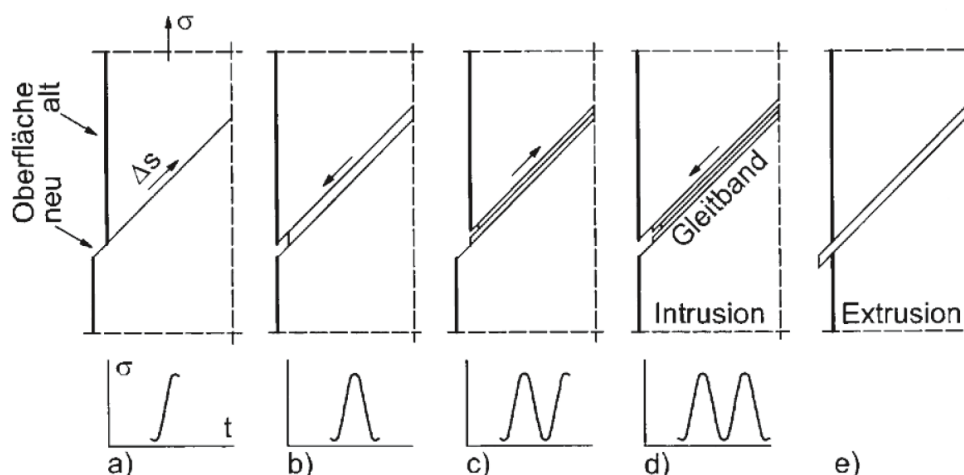 σ
Oberfläche
alt
neu
Δs
Gleitband
Intrusion
Extrusion
σ
t
a)
b)
c)
d)
e)